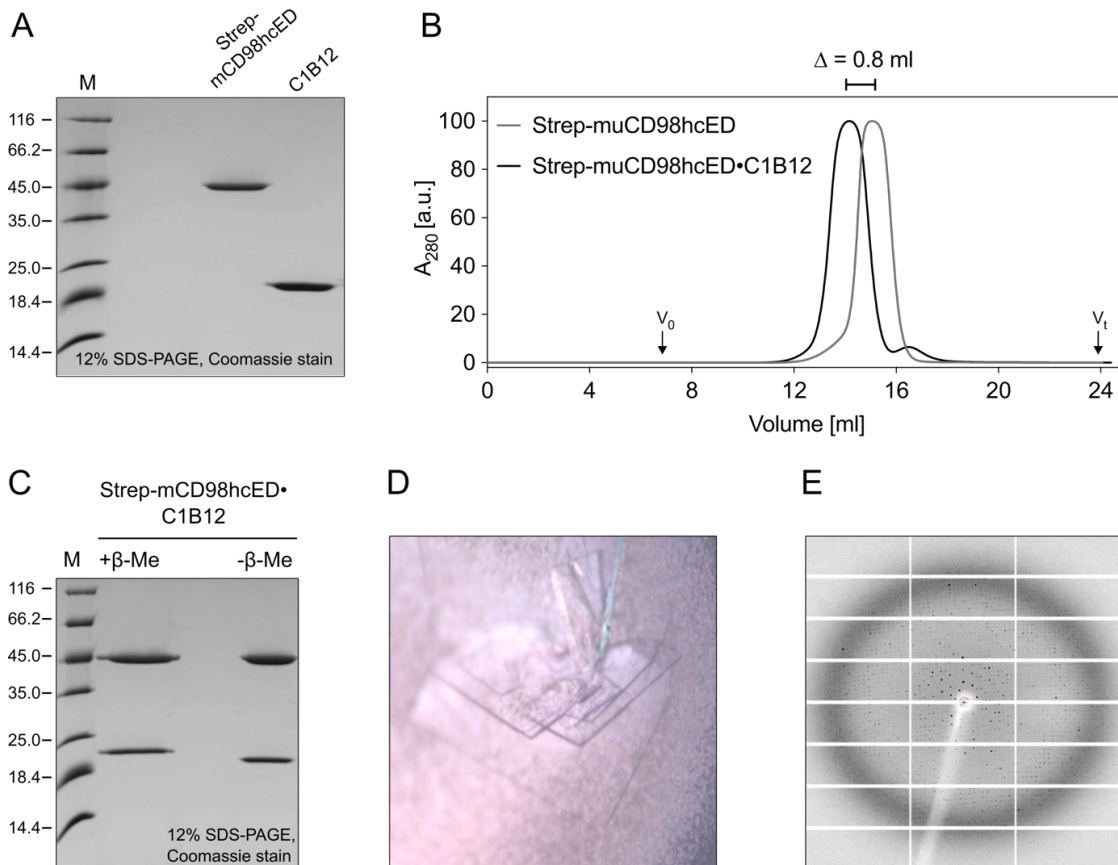 A
Strep-
mCD98hcED
C1B12
M
116
66.2
45.0
35.0
25.0
18.4
14.4
12% SDS-PAGE, Coomassie stain
B
Δ = 0.8 ml
Strep-muCD98hcED
Strep-muCD98hcED•C1B12
A280 [a.u.]
100
80
60
40
20
0
V0
Vt
0 4 8 12 16 20 24
Volume [ml]
C
Strep-mCD98hcED•
C1B12
M +β-Me -β-Me
116
66.2
45.0
35.0
25.0
18.4
14.4
12% SDS-PAGE,
Coomassie stain
D
E